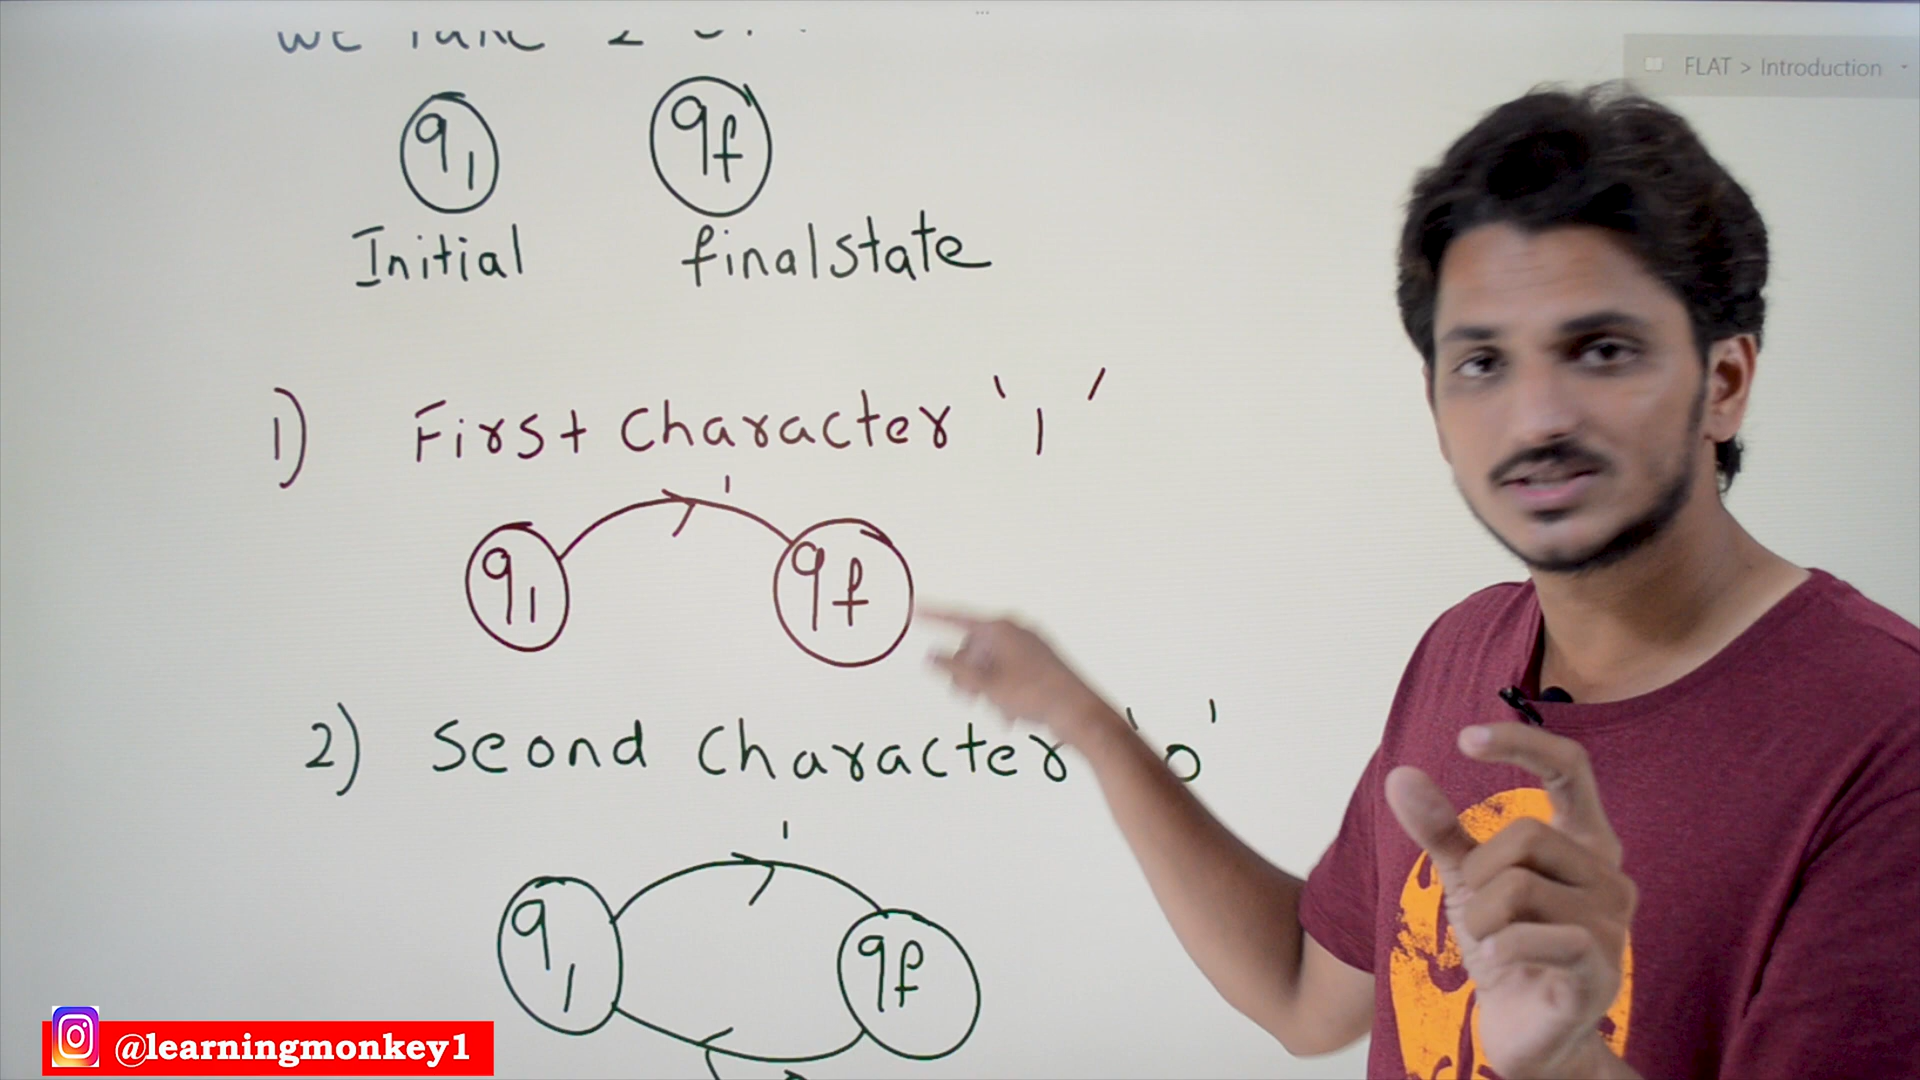 FLAT > Introduction
q1 qf
Initial finalstate
1) First Character '1'
1
q1 qf
2) Seond Character '0'
1
q1 qf
@learningmonkey1